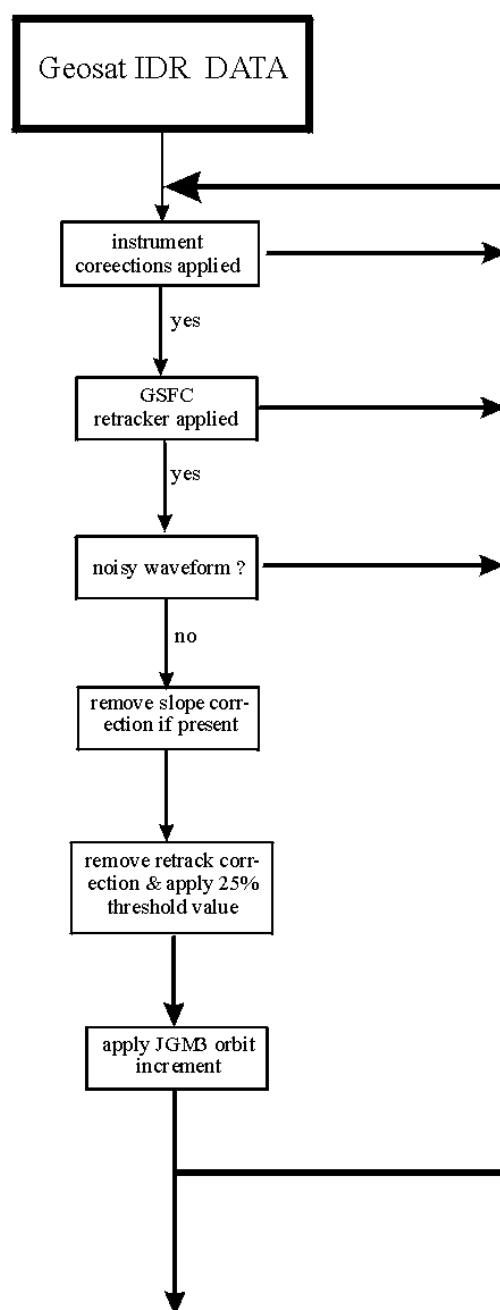 Geosat IDR DATA
instrument
coreections applied
yes
GSFC
retracker applied
yes
noisy waveform ?
no
remove slope corr-
ection if present
remove retrack corr-
ection & apply 25%
threshold value
apply JGM3 orbit
increment